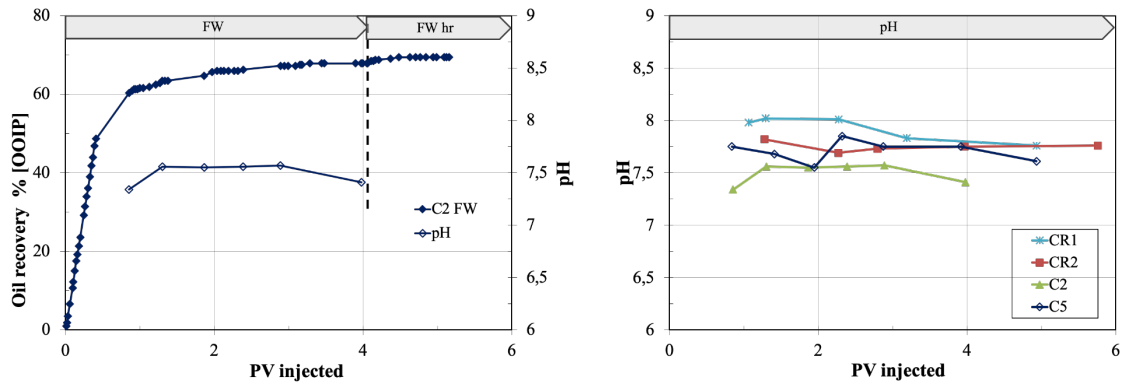 FW
FW hr
80
60
40
20
0
Oil recovery % [OOIP]
9
8,5
8
7,5
7
6,5
6
pH
C2 FW
pH
0
2
4
6
PV injected
pH
9
8,5
8
7,5
7
6,5
6
pH
CR1
CR2
C2
C5
0
2
4
6
PV injected